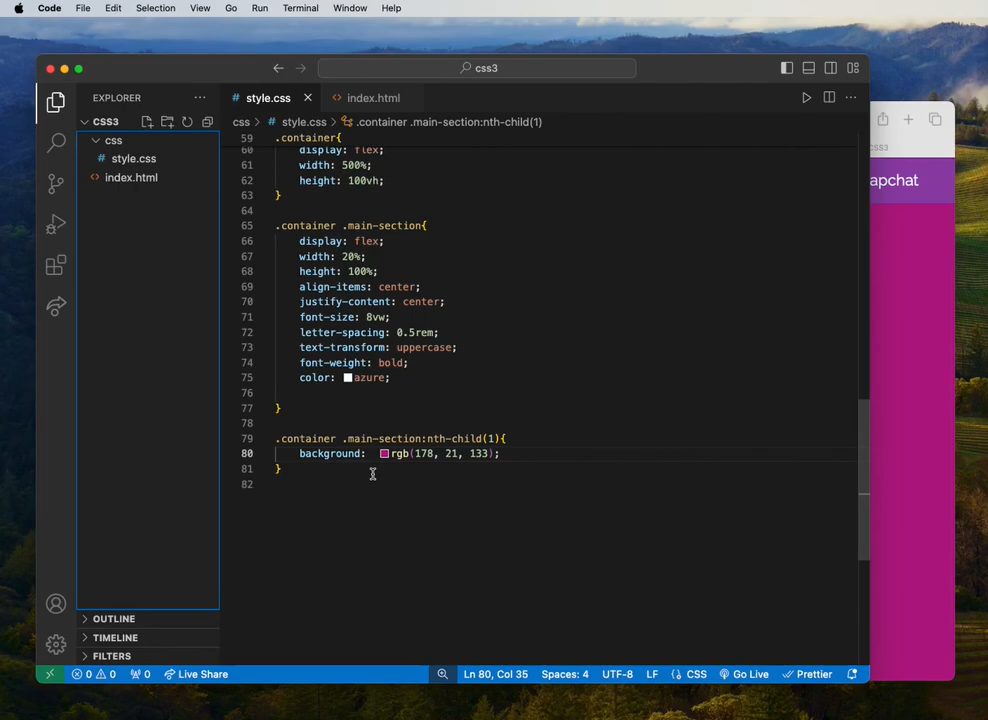 Code File Edit Selection View Go Run Terminal Window Help
css3
EXPLORER
style.css
index.html
CSS3
css > # style.css > .container .main-section:nth-child(1)
css
# style.css
<> index.html
59 .container{
60 display: flex;
61 width: 500%;
62 height: 100vh;
63 }
64
65 .container .main-section{
66 display: flex;
67 width: 20%;
68 height: 100%;
69 align-items: center;
70 justify-content: center;
71 font-size: 8vw;
72 letter-spacing: 0.5rem;
73 text-transform: uppercase;
74 font-weight: bold;
75 color: azure;
76
77 }
78
79 .container .main-section:nth-child(1){
80 background: rgb(178, 21, 133);
81 }
82
CSS3
apchat
OUTLINE
TIMELINE
FILTERS
0 0 0 Live Share Ln 80, Col 35 Spaces: 4 UTF-8 LF {} CSS Go Live Prettier